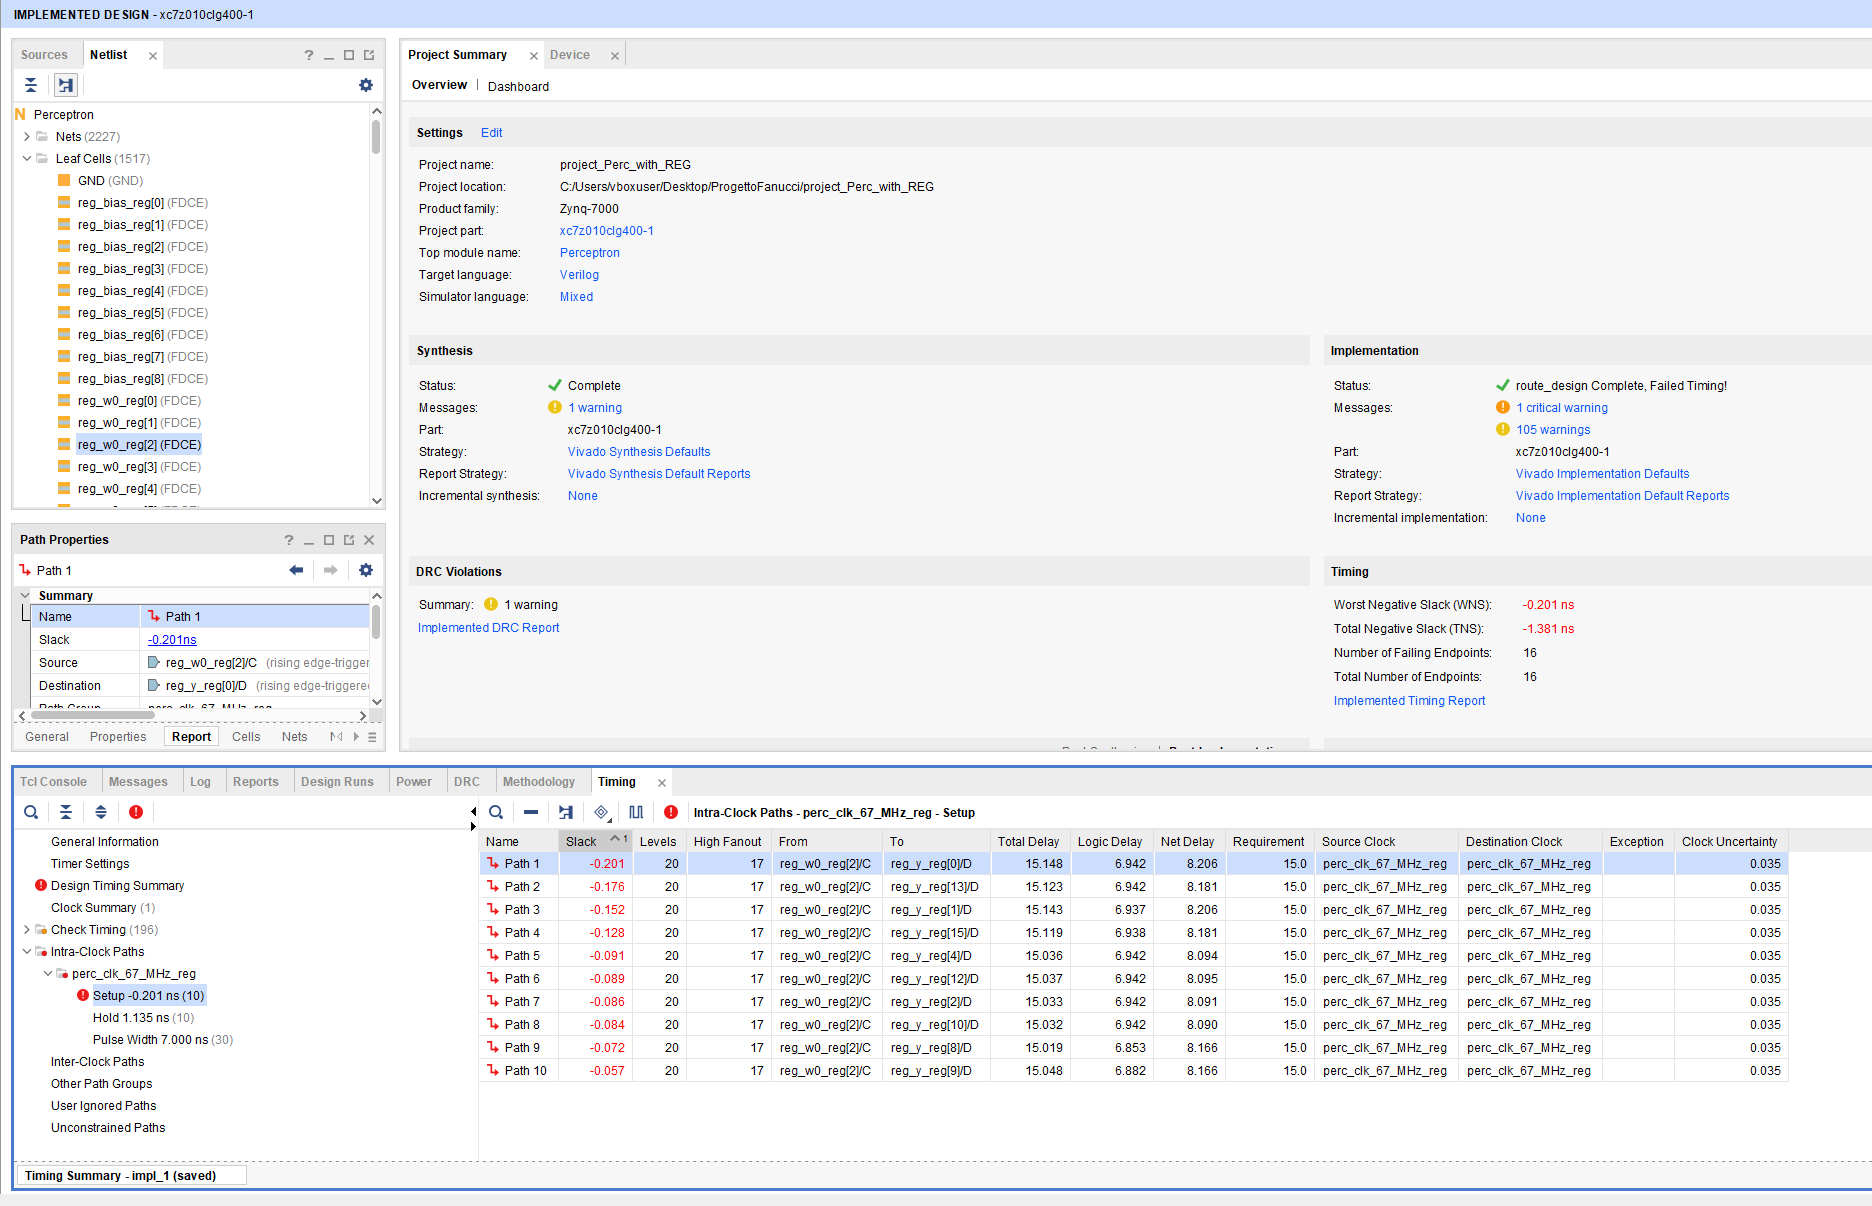 IMPLEMENTED DESIGN - xc7z010clg400-1
Sources Netlist
Perceptron
Nets (2227)
Leaf Cells (1517)
GND (GND)
reg_bias_reg[0] (FDCE)
reg_bias_reg[1] (FDCE)
reg_bias_reg[2] (FDCE)
reg_bias_reg[3] (FDCE)
reg_bias_reg[4] (FDCE)
reg_bias_reg[5] (FDCE)
reg_bias_reg[6] (FDCE)
reg_bias_reg[7] (FDCE)
reg_bias_reg[8] (FDCE)
reg_w0_reg[0] (FDCE)
reg_w0_reg[1] (FDCE)
reg_w0_reg[2] (FDCE)
reg_w0_reg[3] (FDCE)
reg_w0_reg[4] (FDCE)
Path Properties
Path 1
Summary
Name Path 1
Slack -0.201ns
Source reg_w0_reg[2]/C (rising edge-trigger
Destination reg_y_reg[0]/D (rising edge-triggered
Path Group perc_clk_67_MHz_reg
General Properties Report Cells Nets
Project Summary Device
Overview | Dashboard
Settings Edit
Project name: project_Perc_with_REG
Project location: C:/Users/vboxuser/Desktop/ProgettoFanucci/project_Perc_with_REG
Product family: Zynq-7000
Project part: xc7z010clg400-1
Top module name: Perceptron
Target language: Verilog
Simulator language: Mixed
Synthesis
Status: Complete
Messages: 1 warning
Part: xc7z010clg400-1
Strategy: Vivado Synthesis Defaults
Report Strategy: Vivado Synthesis Default Reports
Incremental synthesis: None
Implementation
Status: route_design Complete, Failed Timing!
Messages: 1 critical warning
105 warnings
Part: xc7z010clg400-1
Strategy: Vivado Implementation Defaults
Report Strategy: Vivado Implementation Default Reports
Incremental implementation: None
DRC Violations
Summary: 1 warning
Implemented DRC Report
Timing
Worst Negative Slack (WNS): -0.201 ns
Total Negative Slack (TNS): -1.381 ns
Number of Failing Endpoints: 16
Total Number of Endpoints: 16
Implemented Timing Report
Tcl Console Messages Log Reports Design Runs Power DRC Methodology Timing
General Information
Timer Settings
Design Timing Summary
Clock Summary (1)
Check Timing (196)
Intra-Clock Paths
perc_clk_67_MHz_reg
Setup -0.201 ns (10)
Hold 1.135 ns (10)
Pulse Width 7.000 ns (30)
Inter-Clock Paths
Other Path Groups
User Ignored Paths
Unconstrained Paths
Intra-Clock Paths - perc_clk_67_MHz_reg - Setup
Name Slack 1 Levels High Fanout From To Total Delay Logic Delay Net Delay Requirement Source Clock Destination Clock Exception Clock Uncertainty
Path 1 -0.201 20 17 reg_w0_reg[2]/C reg_y_reg[0]/D 15.148 6.942 8.206 15.0 perc_clk_67_MHz_reg perc_clk_67_MHz_reg 0.035
Path 2 -0.176 20 17 reg_w0_reg[2]/C reg_y_reg[13]/D 15.123 6.942 8.181 15.0 perc_clk_67_MHz_reg perc_clk_67_MHz_reg 0.035
Path 3 -0.152 20 17 reg_w0_reg[2]/C reg_y_reg[1]/D 15.143 6.937 8.206 15.0 perc_clk_67_MHz_reg perc_clk_67_MHz_reg 0.035
Path 4 -0.128 20 17 reg_w0_reg[2]/C reg_y_reg[15]/D 15.119 6.938 8.181 15.0 perc_clk_67_MHz_reg perc_clk_67_MHz_reg 0.035
Path 5 -0.091 20 17 reg_w0_reg[2]/C reg_y_reg[4]/D 15.036 6.942 8.094 15.0 perc_clk_67_MHz_reg perc_clk_67_MHz_reg 0.035
Path 6 -0.089 20 17 reg_w0_reg[2]/C reg_y_reg[12]/D 15.037 6.942 8.095 15.0 perc_clk_67_MHz_reg perc_clk_67_MHz_reg 0.035
Path 7 -0.086 20 17 reg_w0_reg[2]/C reg_y_reg[2]/D 15.033 6.942 8.091 15.0 perc_clk_67_MHz_reg perc_clk_67_MHz_reg 0.035
Path 8 -0.084 20 17 reg_w0_reg[2]/C reg_y_reg[10]/D 15.032 6.942 8.090 15.0 perc_clk_67_MHz_reg perc_clk_67_MHz_reg 0.035
Path 9 -0.072 20 17 reg_w0_reg[2]/C reg_y_reg[8]/D 15.019 6.853 8.166 15.0 perc_clk_67_MHz_reg perc_clk_67_MHz_reg 0.035
Path 10 -0.057 20 17 reg_w0_reg[2]/C reg_y_reg[9]/D 15.048 6.882 8.166 15.0 perc_clk_67_MHz_reg perc_clk_67_MHz_reg 0.035
Timing Summary - impl_1 (saved)